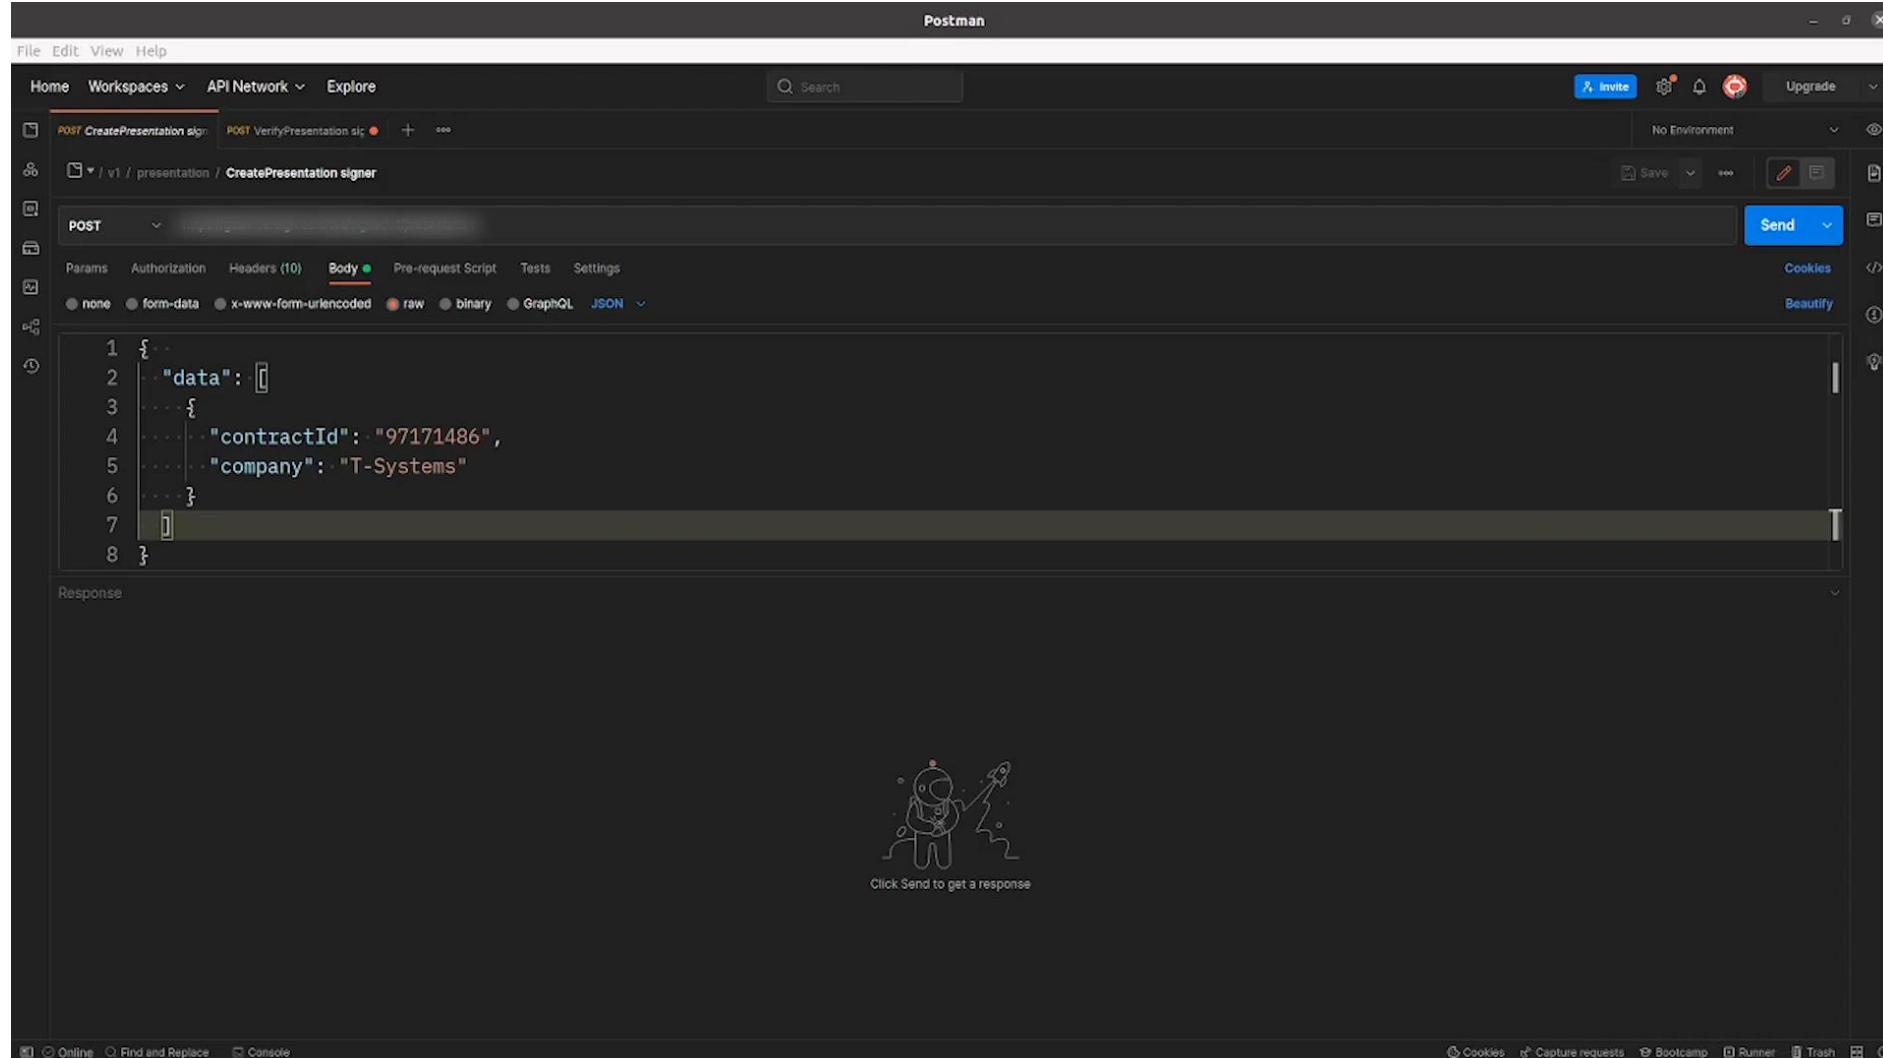 Postman
File Edit View Help
Home Workspaces API Network Explore Search Invite Upgrade
POST CreatePresentation sign POST VerifyPresentation sig No Environment
/ v1 / presentation / CreatePresentation signer Save
POST Send
Params Authorization Headers (10) Body Pre-request Script Tests Settings Cookies
none form-data x-www-form-urlencoded raw binary GraphQL JSON Beautify
1 {
2 "data": [
3 {
4 "contractId": "97171486",
5 "company": "T-Systems"
6 }
7 ]
8 }
Response
Click Send to get a response
Online Find and Replace Console Cookies Capture requests Bootcamp Runner Trash